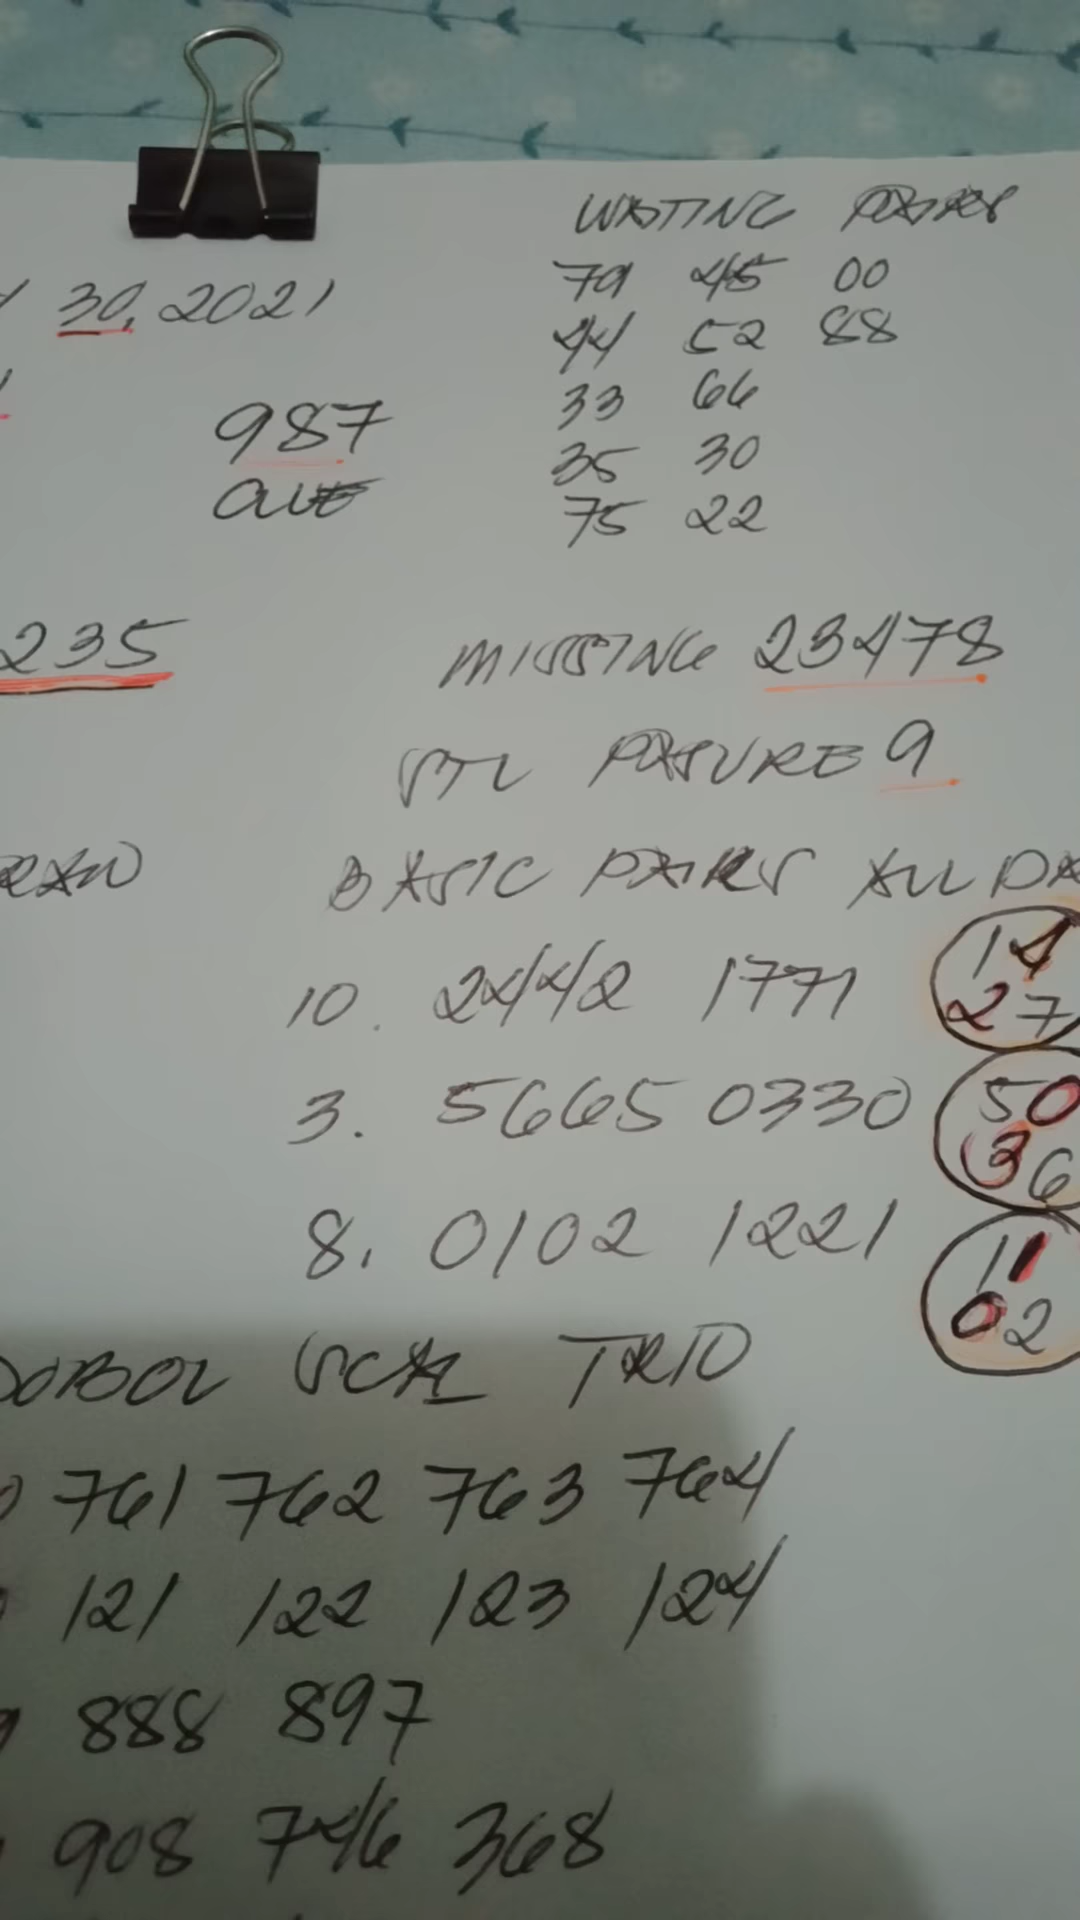 WAITING PAIRS
79 45 00
30, 2021
44 52 88
33 66
987
35 30
CLUE
75 22
235
MISSING 23478
STL FIGURE 9
BASIC PAIRS ALL
10. 2442 1771
14
27
3. 5665 0330
50
36
8. 0102 1221
11
02
TRIO
761 762 763 764
121 122 123 124
888 897
908 746 368